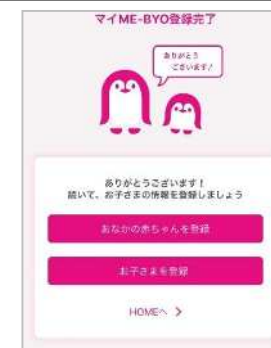 マイME-BYO登録完了
ありがとう
ございます！
ありがとうございます！
続いて、お子さまの情報を登録しましょう
おなかの赤ちゃんを登録
お子さまを登録
HOMEへ >